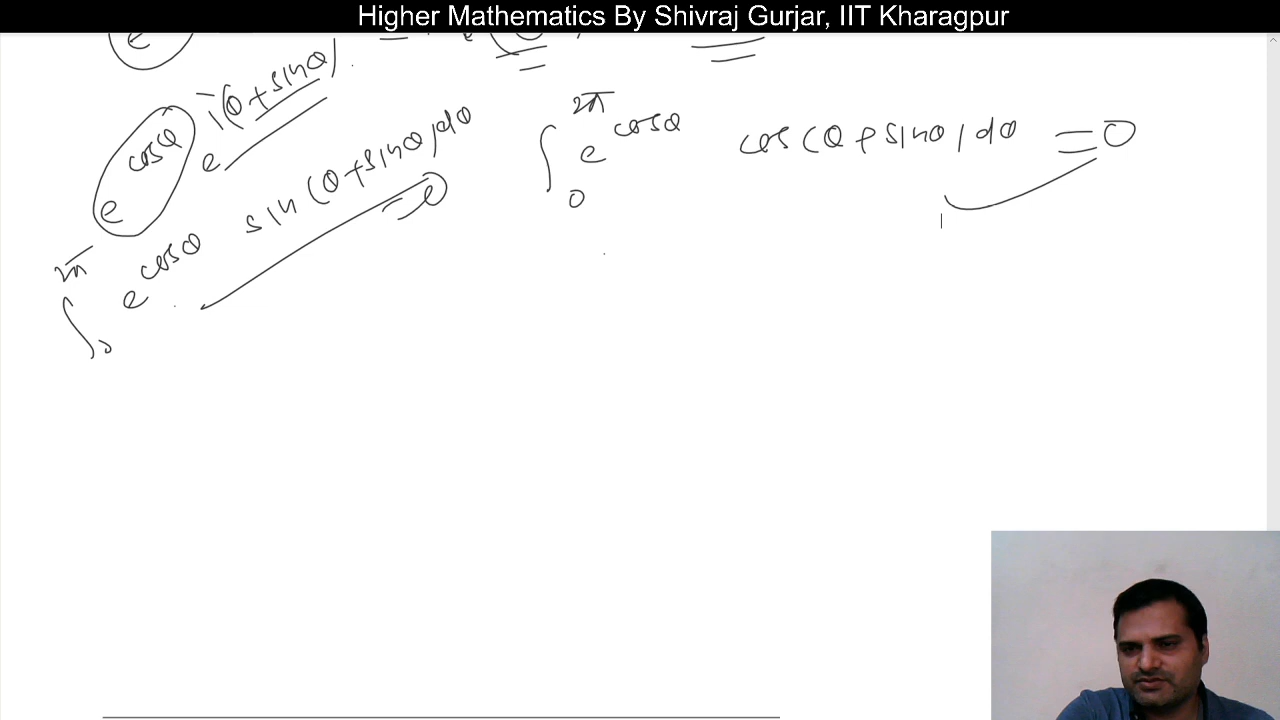 Higher Mathematics By Shivraj Gurjar, IIT Kharagpur
e
e^{cosθ} e^{i(θ+sinθ)}.
∫_0^{2π} e^{cosθ} sin(θ+sinθ)dθ =0
∫_0^{2π} e^{cosθ} cos(θ+sinθ)dθ =0